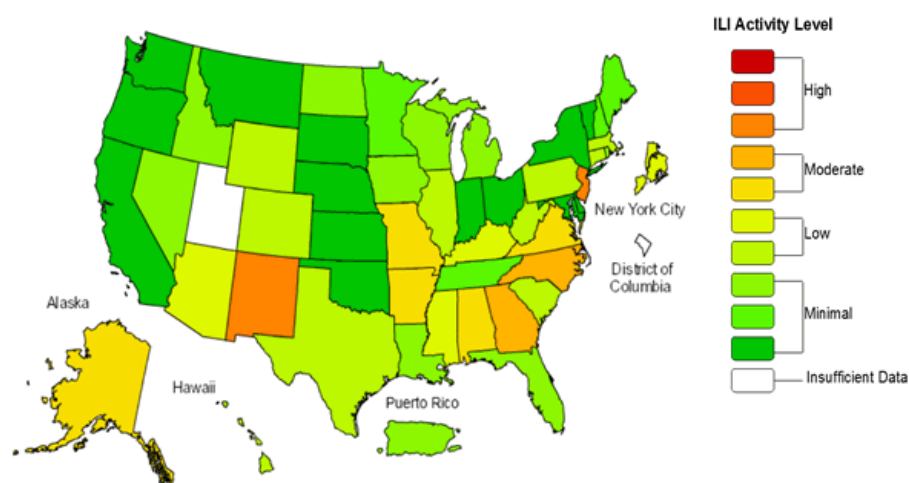 ILI Activity Level
High
Moderate
New York City
Low
District of
Columbia
Alaska
Minimal
Hawaii
Insufficient Data
Puerto Rico